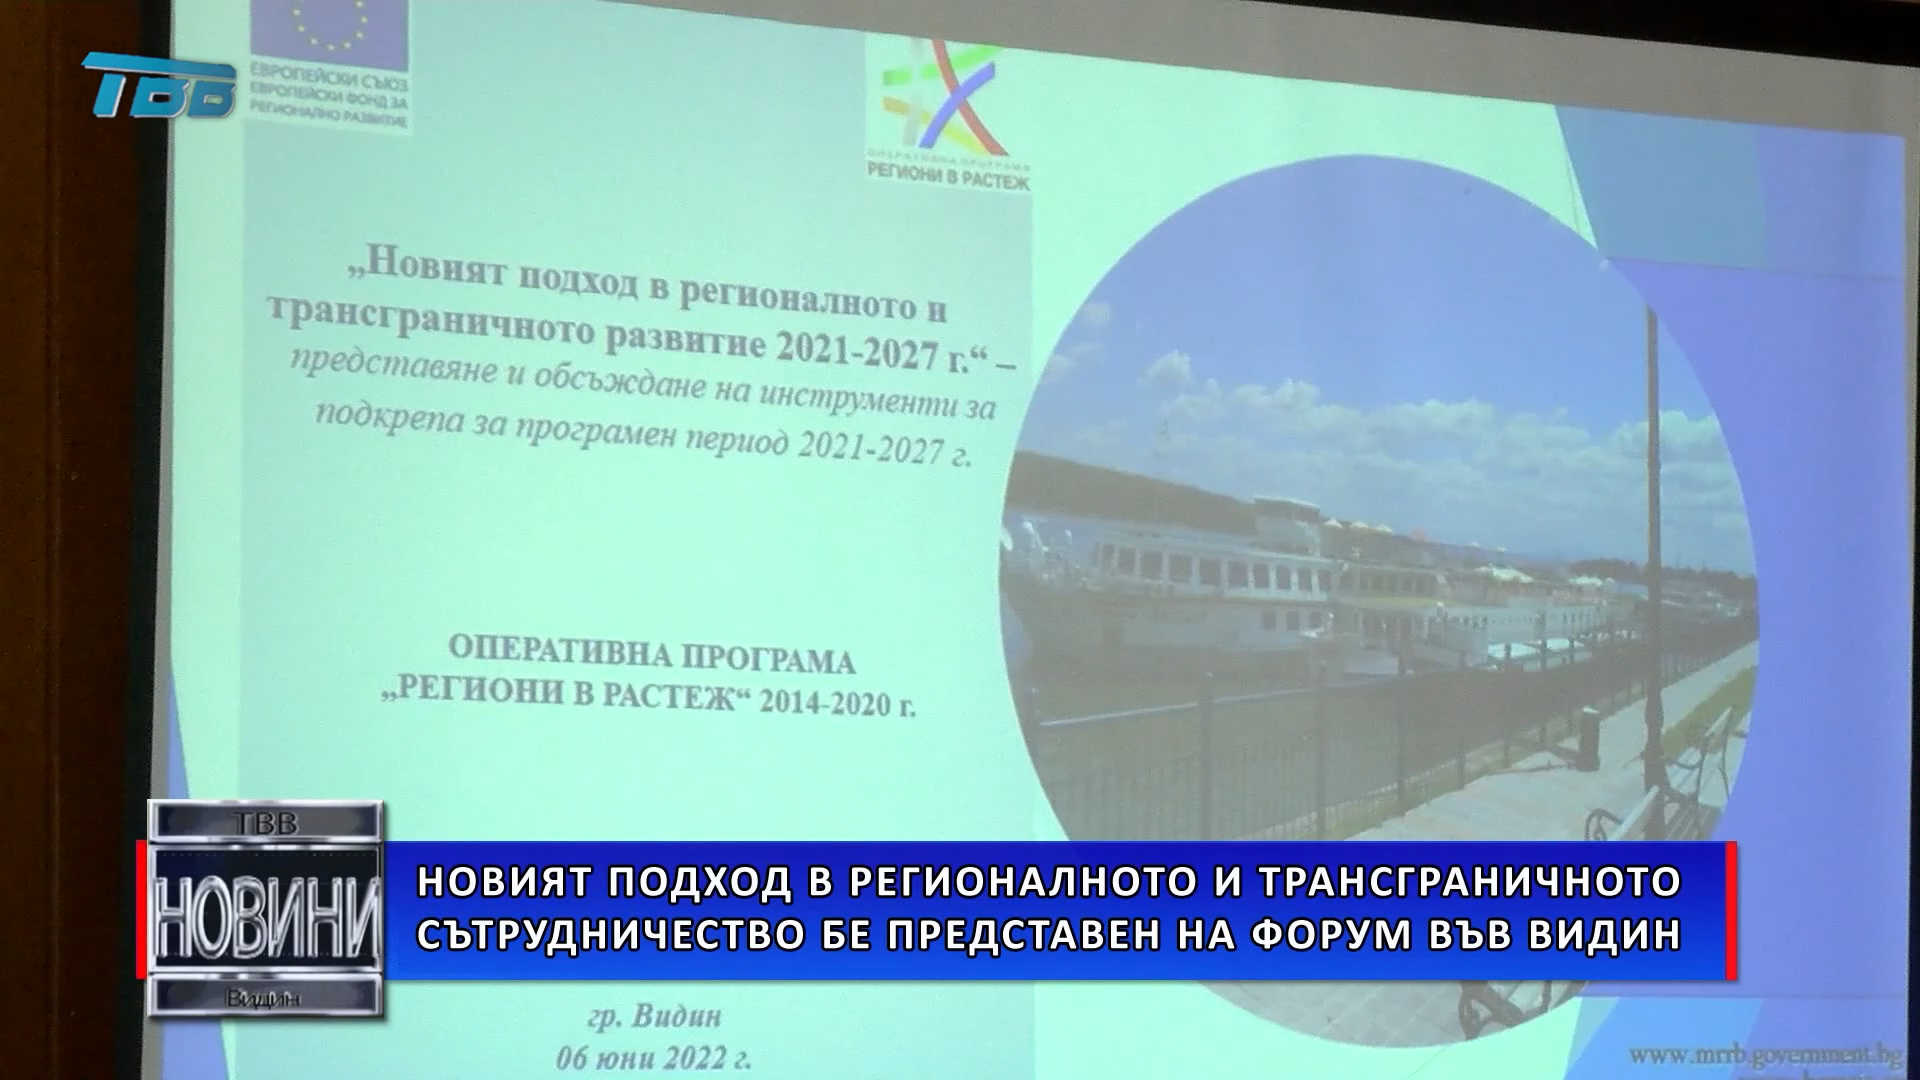 ТВВ
ЕВРОПЕЙСКИ СЪЮЗ
ЕВРОПЕЙСКИ ФОНД ЗА
РЕГИОНАЛНО РАЗВИТИЕ
ОПЕРАТИВНА ПРОГРАМА
РЕГИОНИ В РАСТЕЖ
„Новият подход в регионалното и
трансграничното развитие 2021-2027 г.“ –
представяне и обсъждане на инструменти за
подкрепа за програмен период 2021-2027 г.
ОПЕРАТИВНА ПРОГРАМА
„РЕГИОНИ В РАСТЕЖ“ 2014-2020 г.
ТВВ
НОВИНИ
Видин
НОВИЯТ ПОДХОД В РЕГИОНАЛНОТО И ТРАНСГРАНИЧНОТО
СЪТРУДНИЧЕСТВО БЕ ПРЕДСТАВЕН НА ФОРУМ ВЪВ ВИДИН
гр. Видин
06 юни 2022 г.
www.mrrb.government.bg